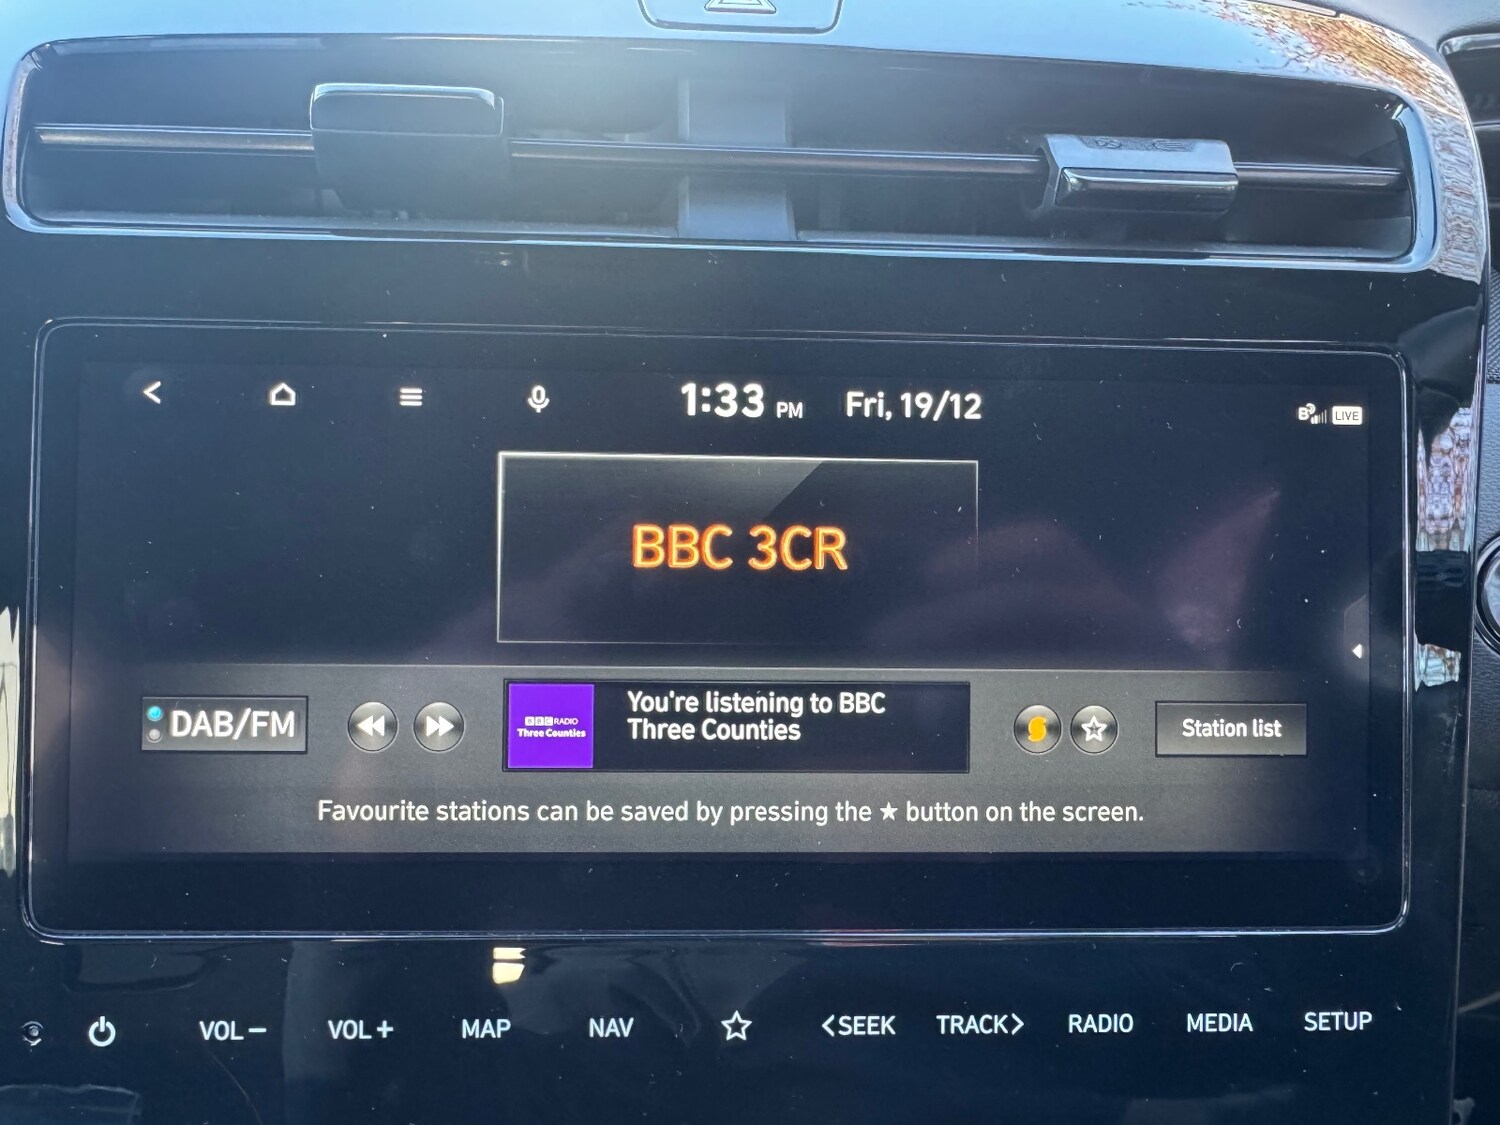 1:33 PM Fri, 19/12
LIVE
BBC 3CR
DAB/FM
BBC RADIO
Three Counties
You're listening to BBC
Three Counties
Station list
Favourite stations can be saved by pressing the ★ button on the screen.
VOL− VOL+ MAP NAV ☆ <SEEK TRACK> RADIO MEDIA SETUP